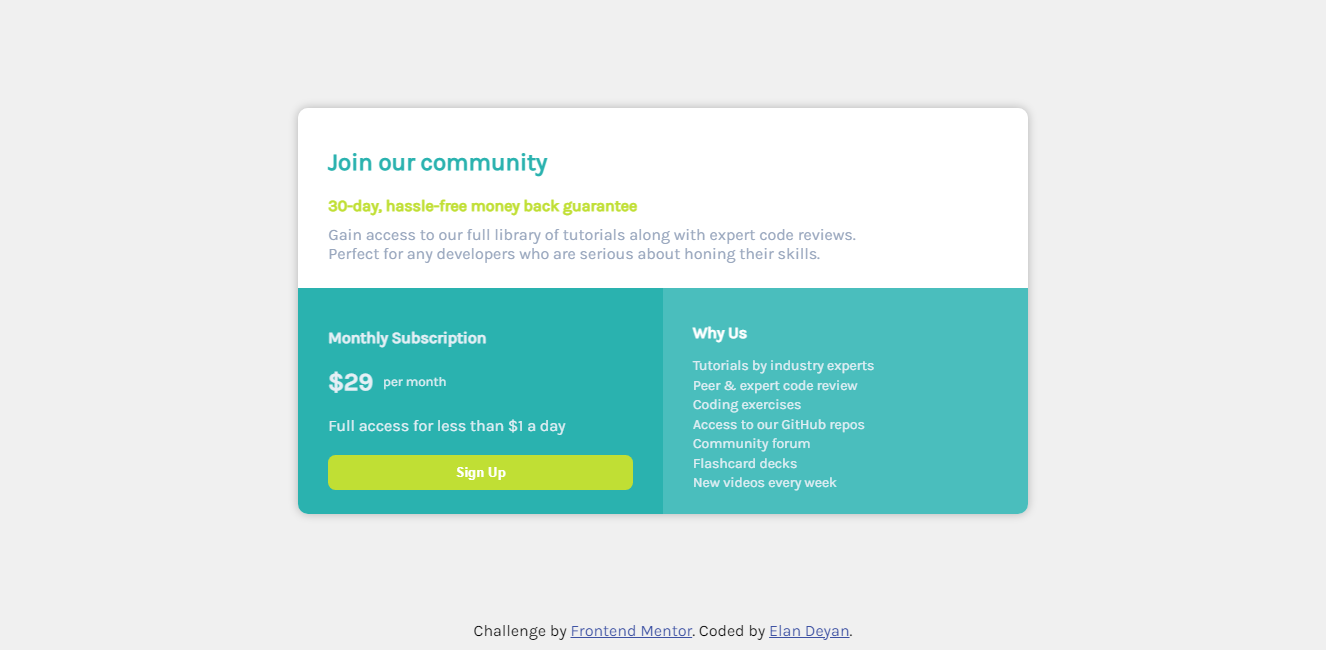 Join our community
30-day, hassle-free money back guarantee
Gain access to our full library of tutorials along with expert code reviews.
Perfect for any developers who are serious about honing their skills.
Monthly Subscription
$29 per month
Full access for less than $1 a day
Sign Up
Why Us
Tutorials by industry experts
Peer & expert code review
Coding exercises
Access to our GitHub repos
Community forum
Flashcard decks
New videos every week
Challenge by Frontend Mentor. Coded by Elan Deyan.